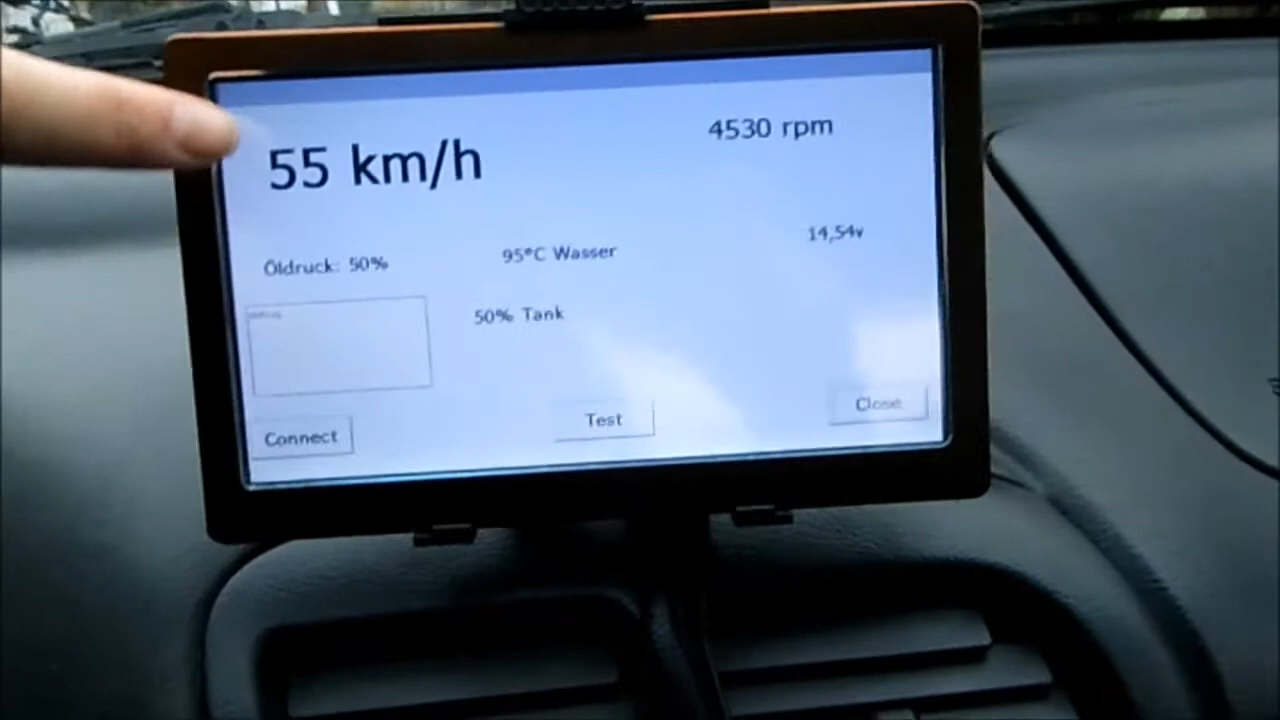 55 km/h
4530 rpm
Öldruck: 50%
95°C Wasser
14,54v
50% Tank
Connect
Test
Close